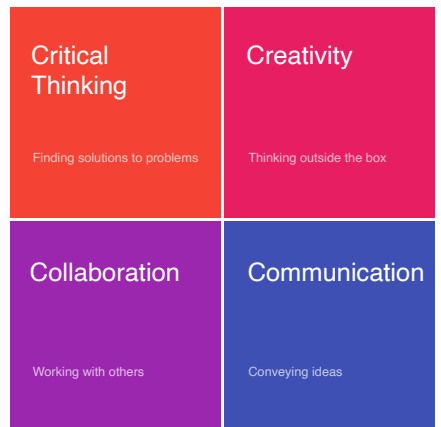 Critical
Thinking
Finding solutions to problems
Creativity
Thinking outside the box
Collaboration
Working with others
Communication
Conveying ideas